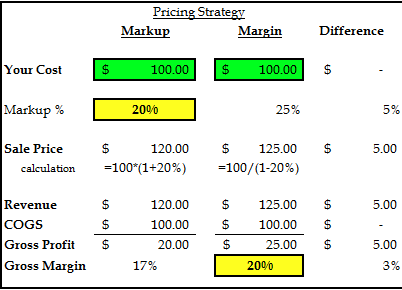 Pricing Strategy
Markup Margin Difference
Your Cost $ 100.00 $ 100.00 $ -
Markup % 20% 25% 5%
Sale Price $ 120.00 $ 125.00 $ 5.00
calculation =100*(1+20%) =100/(1-20%)
Revenue $ 120.00 $ 125.00 $ 5.00
COGS $ 100.00 $ 100.00 $ -
Gross Profit $ 20.00 $ 25.00 $ 5.00
Gross Margin 17% 20% 3%